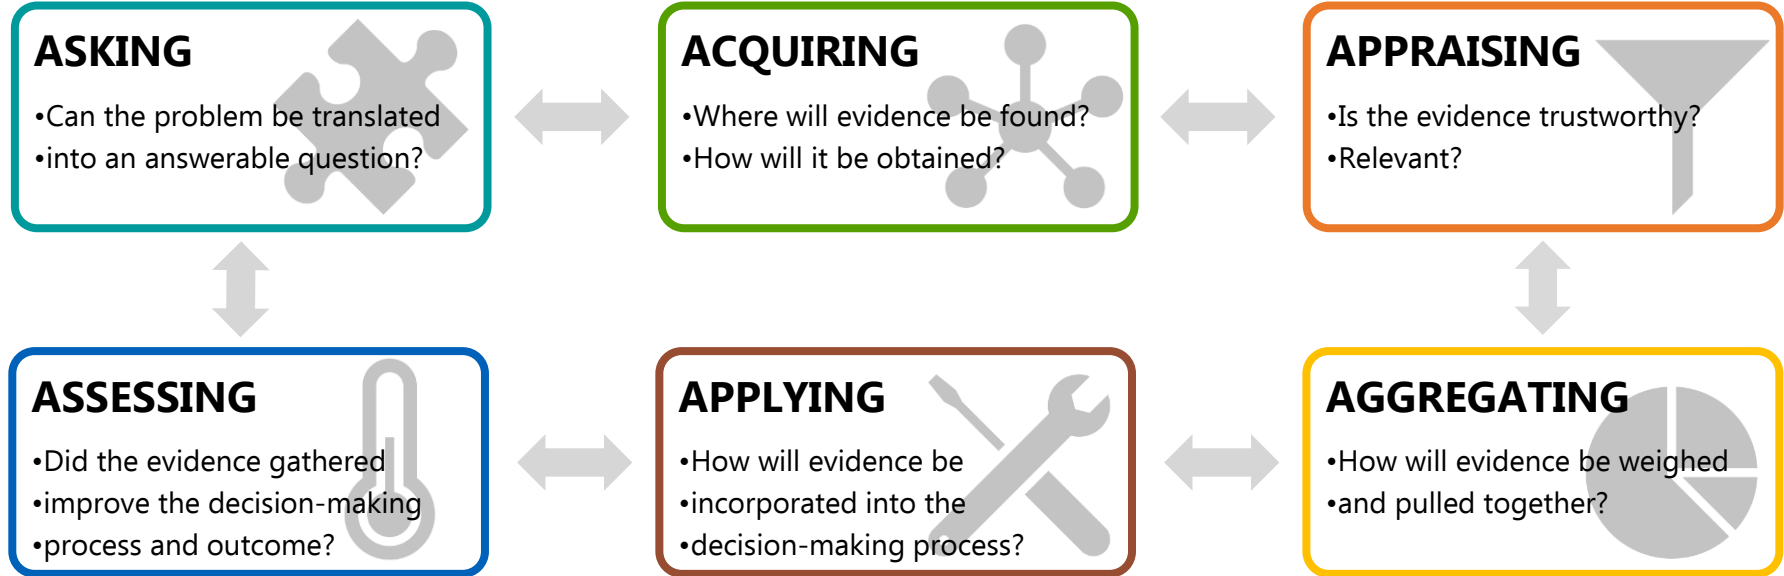 ASKING
•Can the problem be translated
•into an answerable question?
ACQUIRING
•Where will evidence be found?
•How will it be obtained?
APPRAISING
•Is the evidence trustworthy?
•Relevant?
ASSESSING
•Did the evidence gathered
•improve the decision-making
•process and outcome?
APPLYING
•How will evidence be
•incorporated into the
•decision-making process?
AGGREGATING
•How will evidence be weighed
•and pulled together?